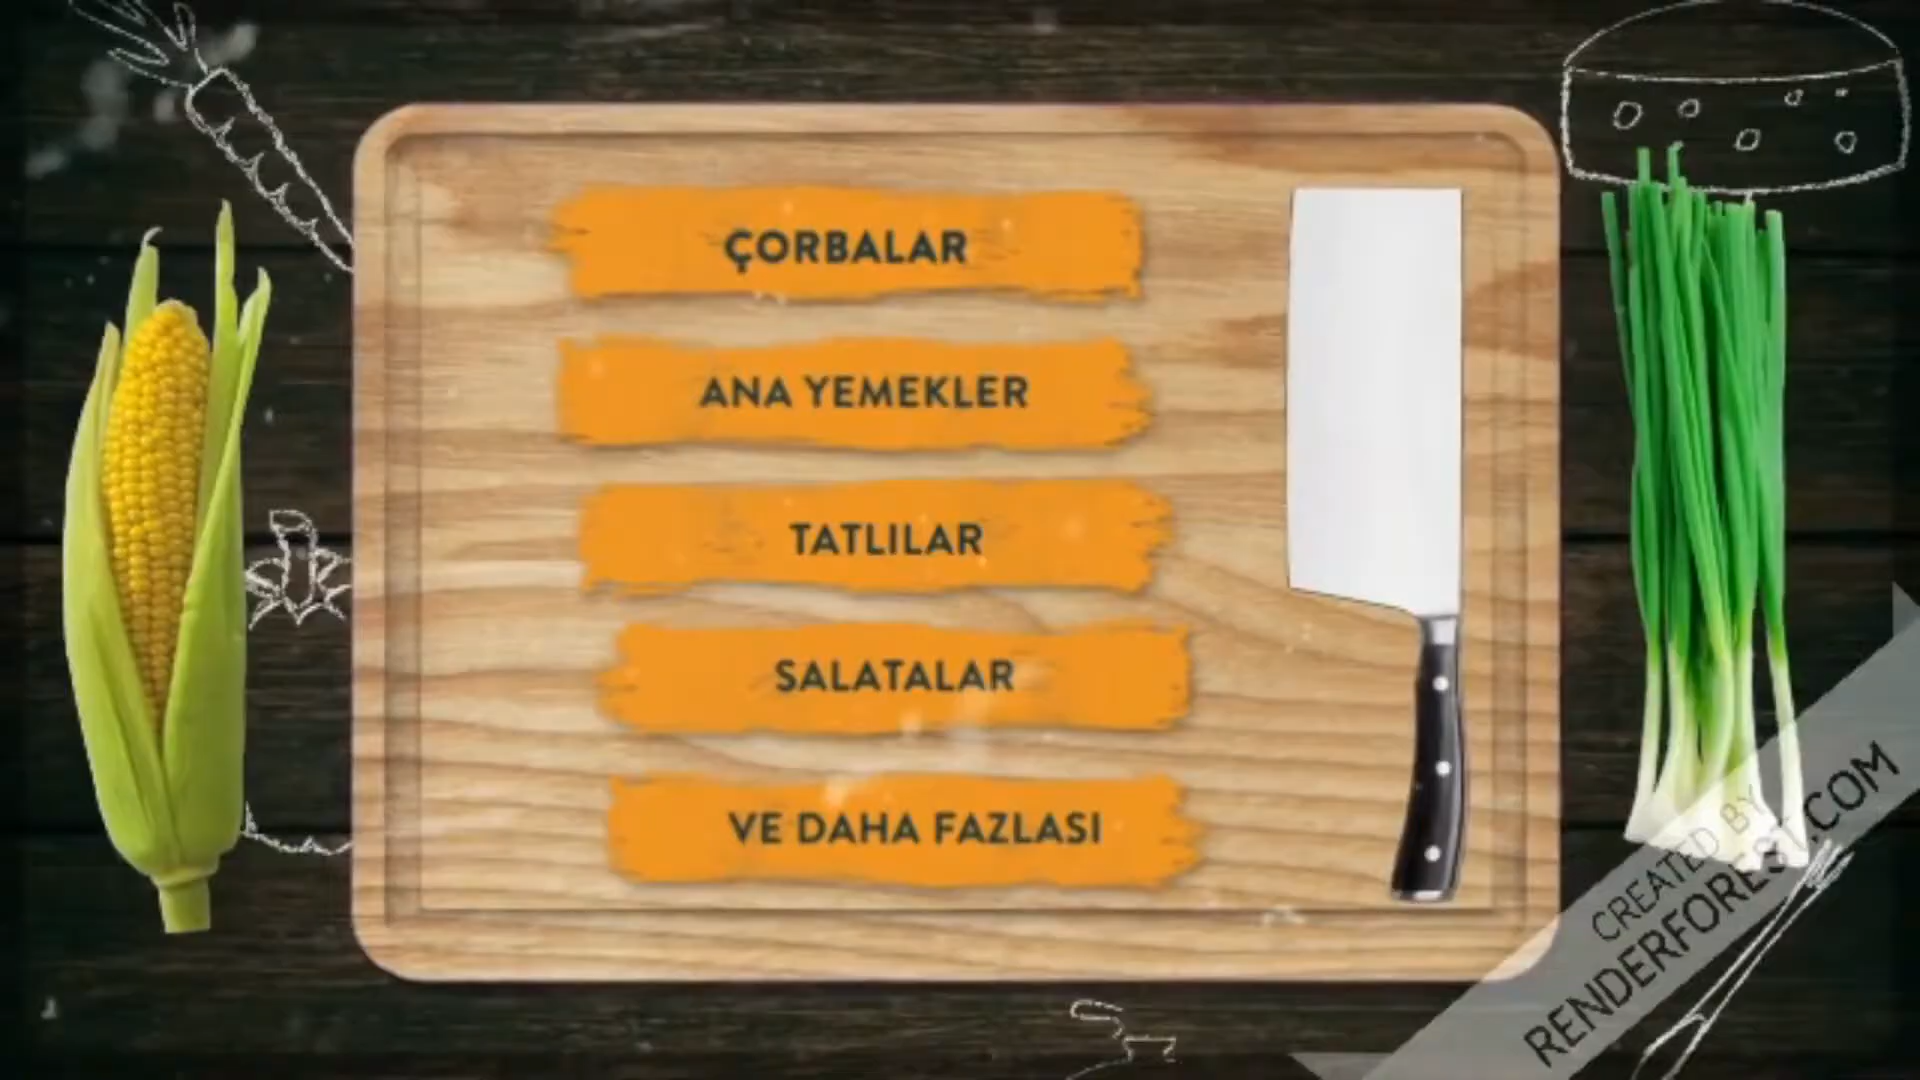 ÇORBALAR
ANA YEMEKLER
TATLILAR
SALATALAR
VE DAHA FAZLASI
CREATED BY
RENDERFOREST.COM